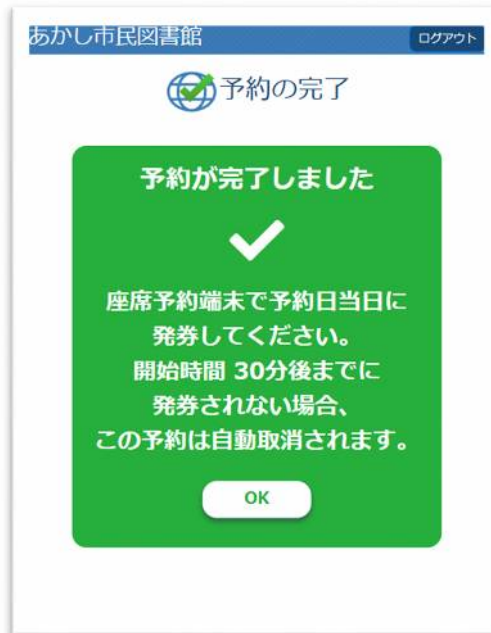 あかし市民図書館
ログアウト
予約の完了
予約が完了しました
座席予約端末で予約日当日に
発券してください。
開始時間 30分後までに
発券されない場合、
この予約は自動取消されます。
OK